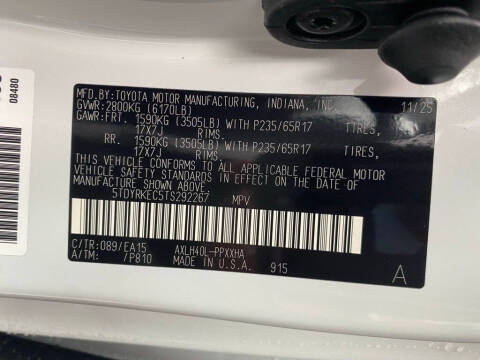 MFD.BY:TOYOTA MOTOR MANUFACTURING, INDIANA, INC. 11/25
GVWR: 2800KG (6170LB)
GAWR:FRT. 1590KG (3505LB) WITH P235/65R17 TIRES,
17X7J RIMS.
RR. 1590KG (3505LB) WITH P235/65R17 TIRES,
17X7J RIMS.
THIS VEHICLE CONFORMS TO ALL APPLICABLE FEDERAL MOTOR
VEHICLE SAFETY STANDARDS IN EFFECT ON THE DATE OF
MANUFACTURE SHOWN ABOVE.
5TDYRKEC5TS292267 MPV
C/TR:089/EA15 AXLH40L-PPXXHA
A/TM: /P810 MADE IN U.S.A. 915 A
08480